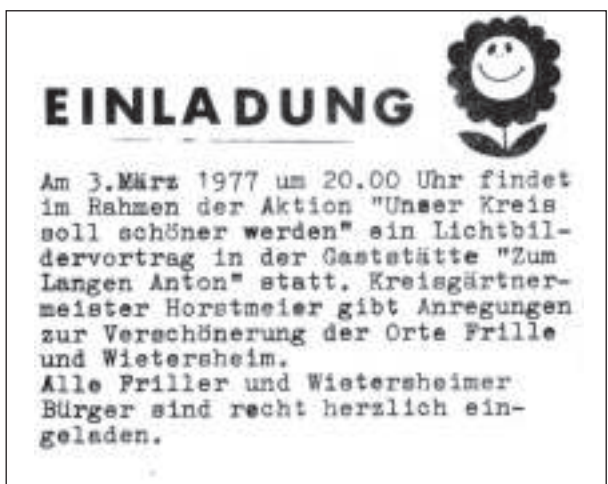 EINLADUNG
Am 3.März 1977 um 20.00 Uhr findet
im Rahmen der Aktion "Unser Kreis
soll schöner werden" ein Lichtbil-
dervortrag in der Gaststätte "Zum
Langen Anton" statt. Kreisgärtner-
meister Horstmeier gibt Anregungen
zur Verschönerung der Orte Frille
und Wietersheim.
Alle Friller und Wietersheimer
Bürger sind recht herzlich ein-
geladen.